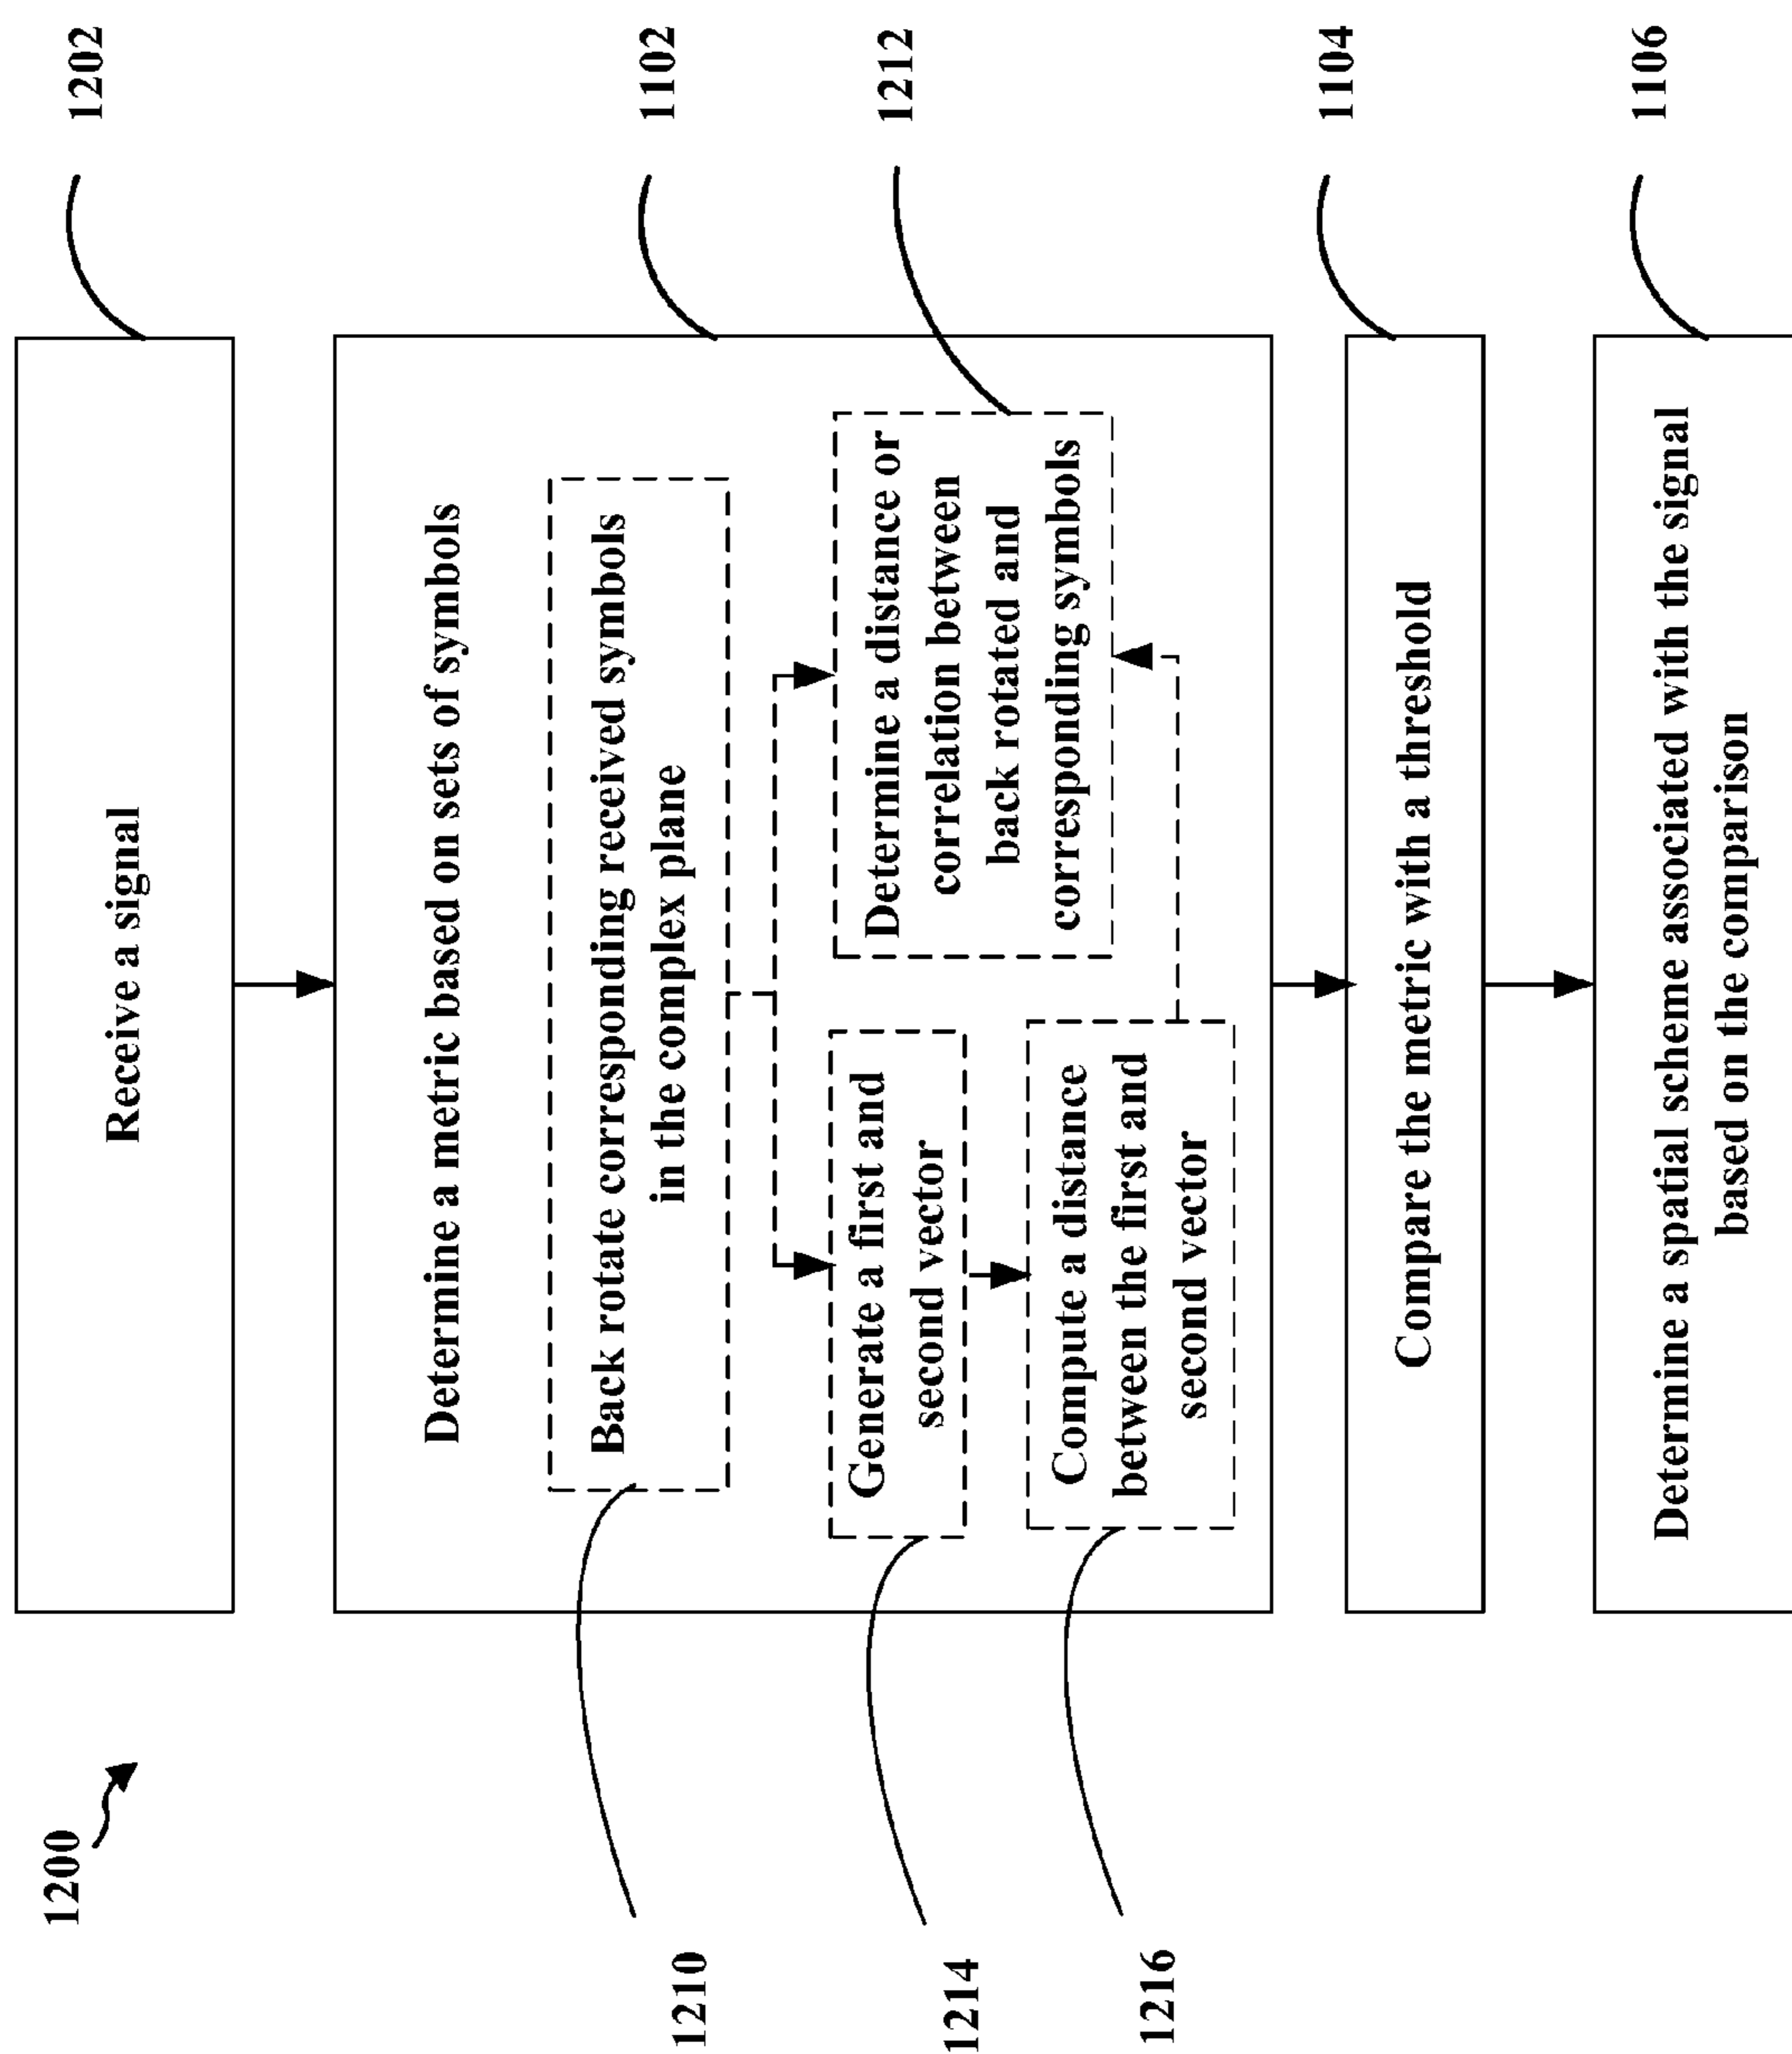 1200
Receive a signal
1202
Determine a metric based on sets of symbols
1102
Back rotate corresponding received symbols
in the complex plane
1210
Generate a first and
second vector
1214
Determine a distance or
correlation between
back rotated and
corresponding symbols
1212
Compute a distance
between the first and
second vector
1216
Compare the metric with a threshold
1104
Determine a spatial scheme associated with the signal
based on the comparison
1106